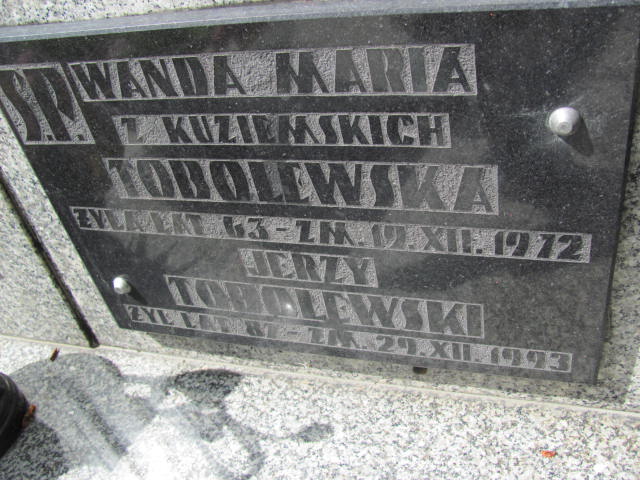 Ś.P. WANDA MARIA
Z KUZIEMSKICH
TOBOLEWSKA
ŻYŁA LAT 63 – ZM. 19.XII.1972
JERZY
TOBOLEWSKI
ŻYŁ LAT 87 – ZM. 29.XII.1993